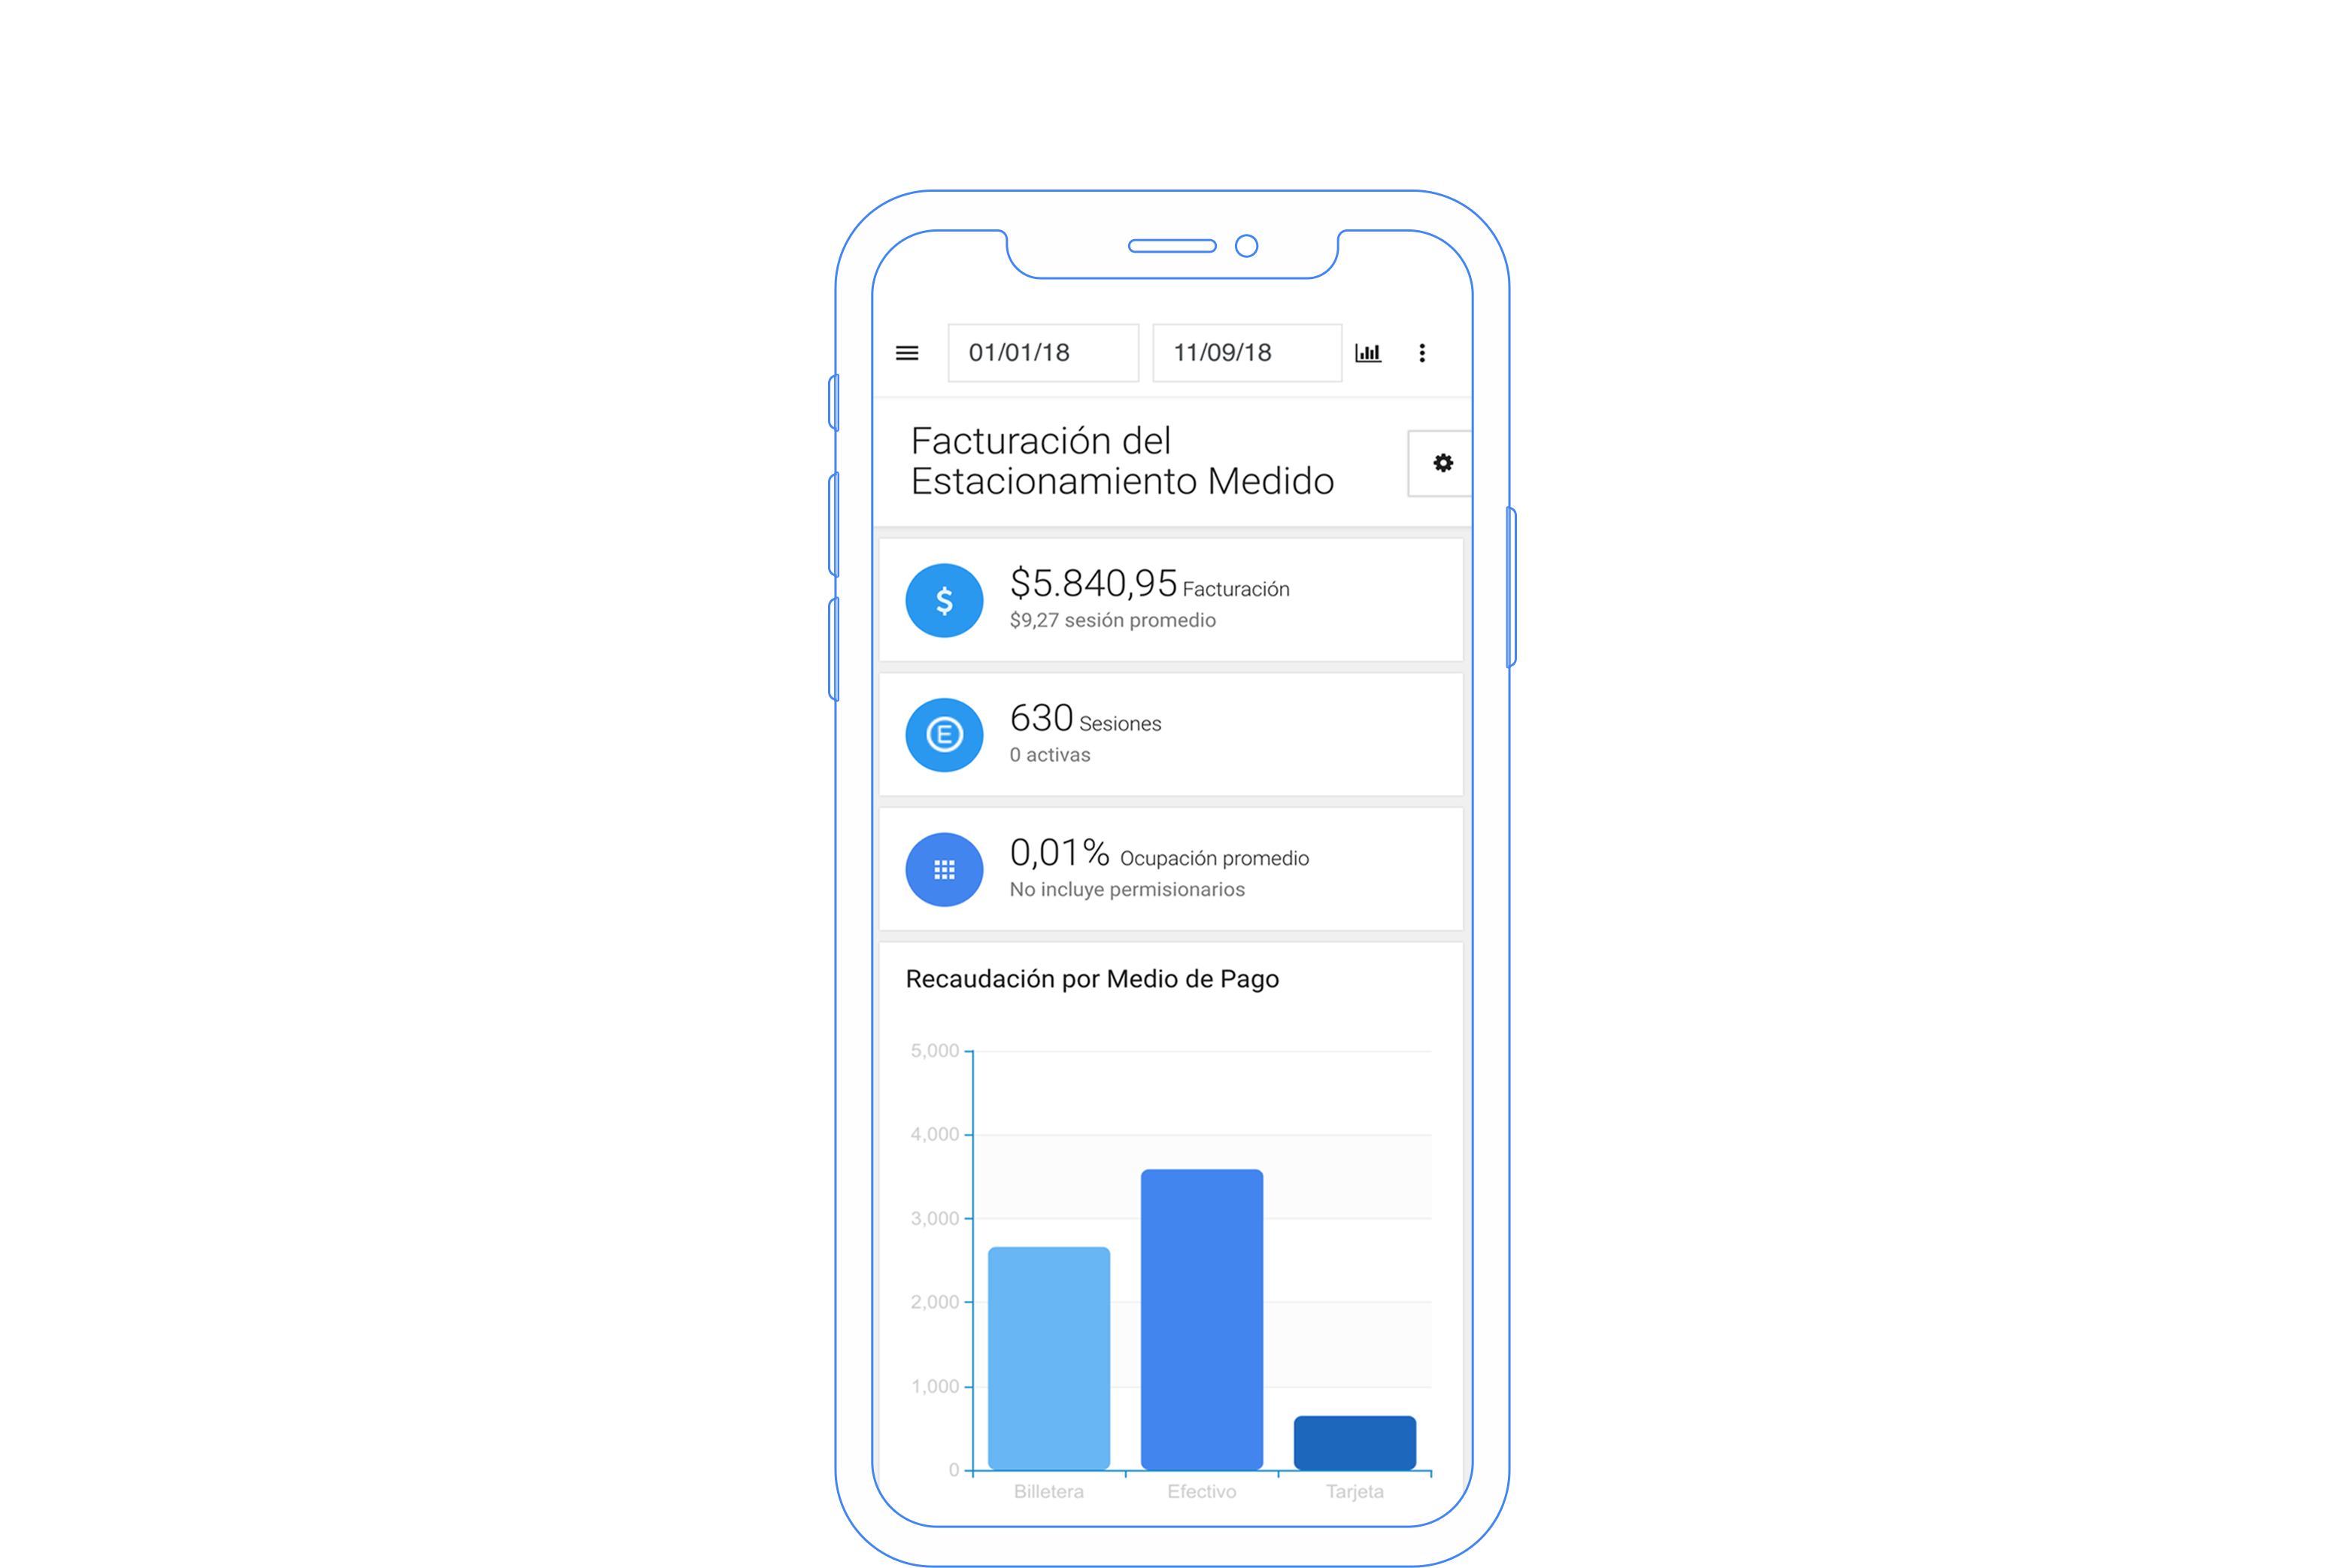 01/01/18 11/09/18
Facturación del
Estacionamiento Medido
$
$5.840,95 Facturación
$9,27 sesión promedio
E
630 Sesiones
0 activas
0,01% Ocupación promedio
No incluye permisionarios
Recaudación por Medio de Pago
5,000
4,000
3,000
2,000
1,000
0
Billetera Efectivo Tarjeta